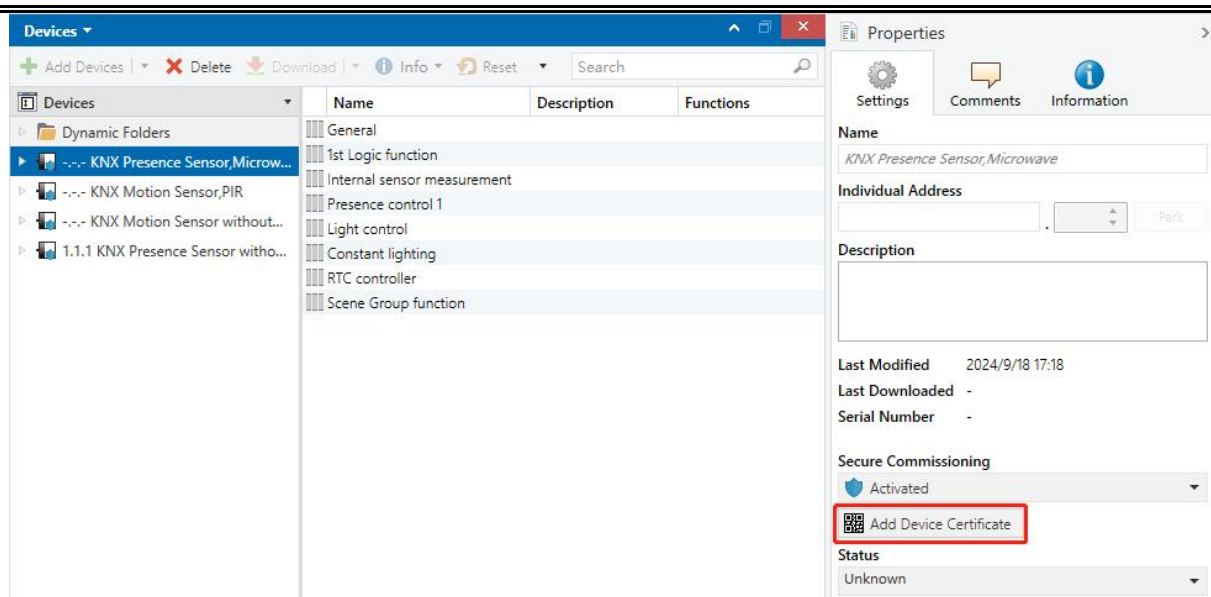 Devices
Add Devices
Delete
Download
Info
Reset
Search
Devices
Dynamic Folders
-.-.- KNX Presence Sensor,Microw...
-.-.- KNX Motion Sensor,PIR
-.-.- KNX Motion Sensor without...
1.1.1 KNX Presence Sensor witho...
Name Description Functions
General
1st Logic function
Internal sensor measurement
Presence control 1
Light control
Constant lighting
RTC controller
Scene Group function
Properties
Settings Comments Information
Name
KNX Presence Sensor,Microwave
Individual Address
. Park
Description
Last Modified 2024/9/18 17:18
Last Downloaded -
Serial Number -
Secure Commissioning
Activated
Add Device Certificate
Status
Unknown